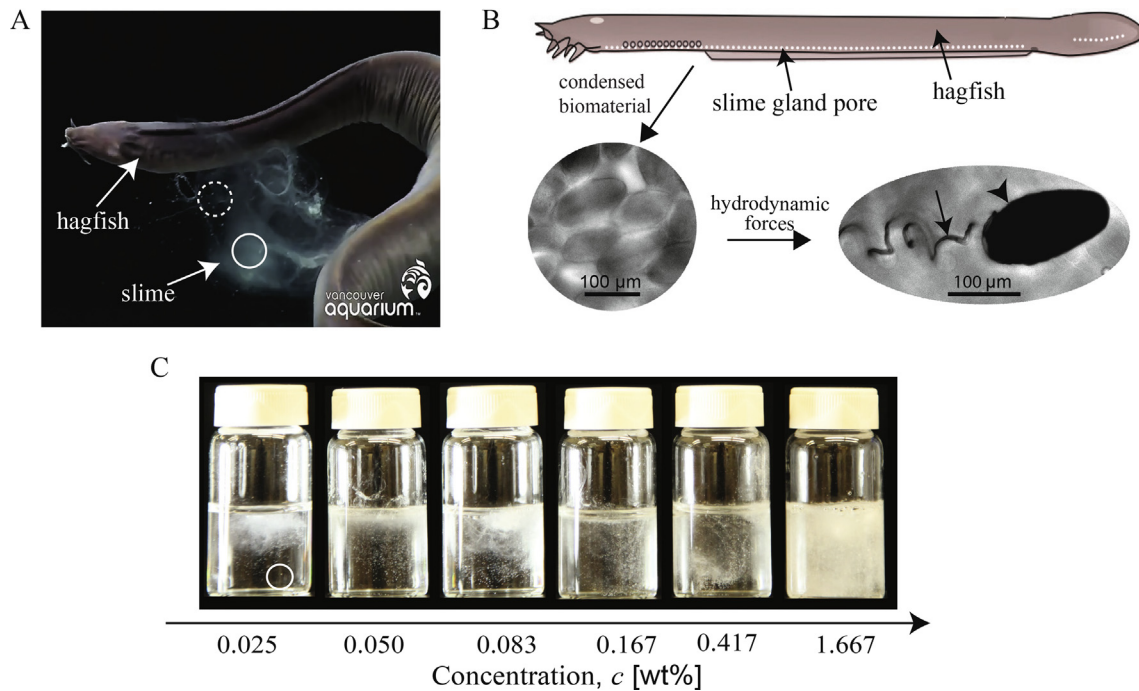 A
hagfish
slime
vancouver
aquarium™
B
condensed
biomaterial
slime gland pore
hagfish
100 µm
hydrodynamic
forces
100 µm
C
0.025 0.050 0.083 0.167 0.417 1.667
Concentration, c [wt%]